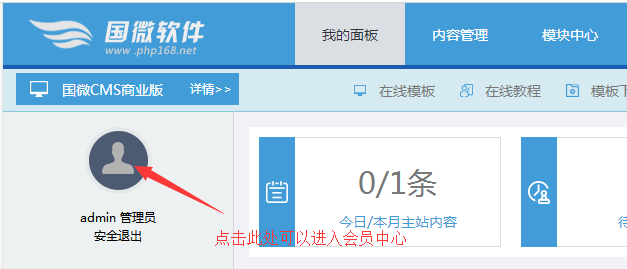 国微软件
www.php168.net
我的面板
内容管理
模块中心
国微CMS商业版
详情>>
在线模板
在线教程
模板下
admin 管理员
安全退出
0/1条
今日/本月主站内容
待
点击此处可以进入会员中心